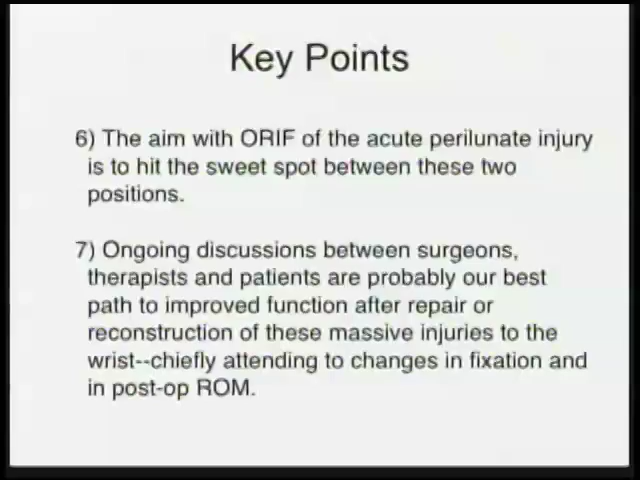 Key Points
6) The aim with ORIF of the acute perilunate injury
is to hit the sweet spot between these two
positions.
7) Ongoing discussions between surgeons,
therapists and patients are probably our best
path to improved function after repair or
reconstruction of these massive injuries to the
wrist--chiefly attending to changes in fixation and
in post-op ROM.